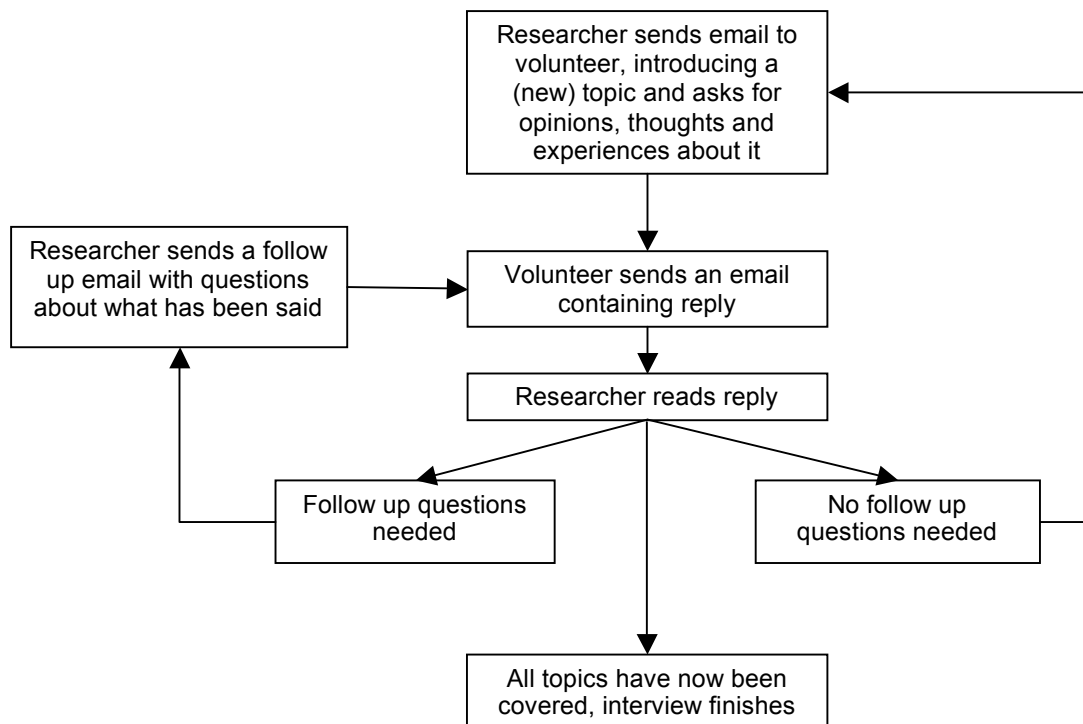 Researcher sends email to
volunteer, introducing a
(new) topic and asks for
opinions, thoughts and
experiences about it
Researcher sends a follow
up email with questions
about what has been said
Volunteer sends an email
containing reply
Researcher reads reply
Follow up questions
needed
No follow up
questions needed
All topics have now been
covered, interview finishes